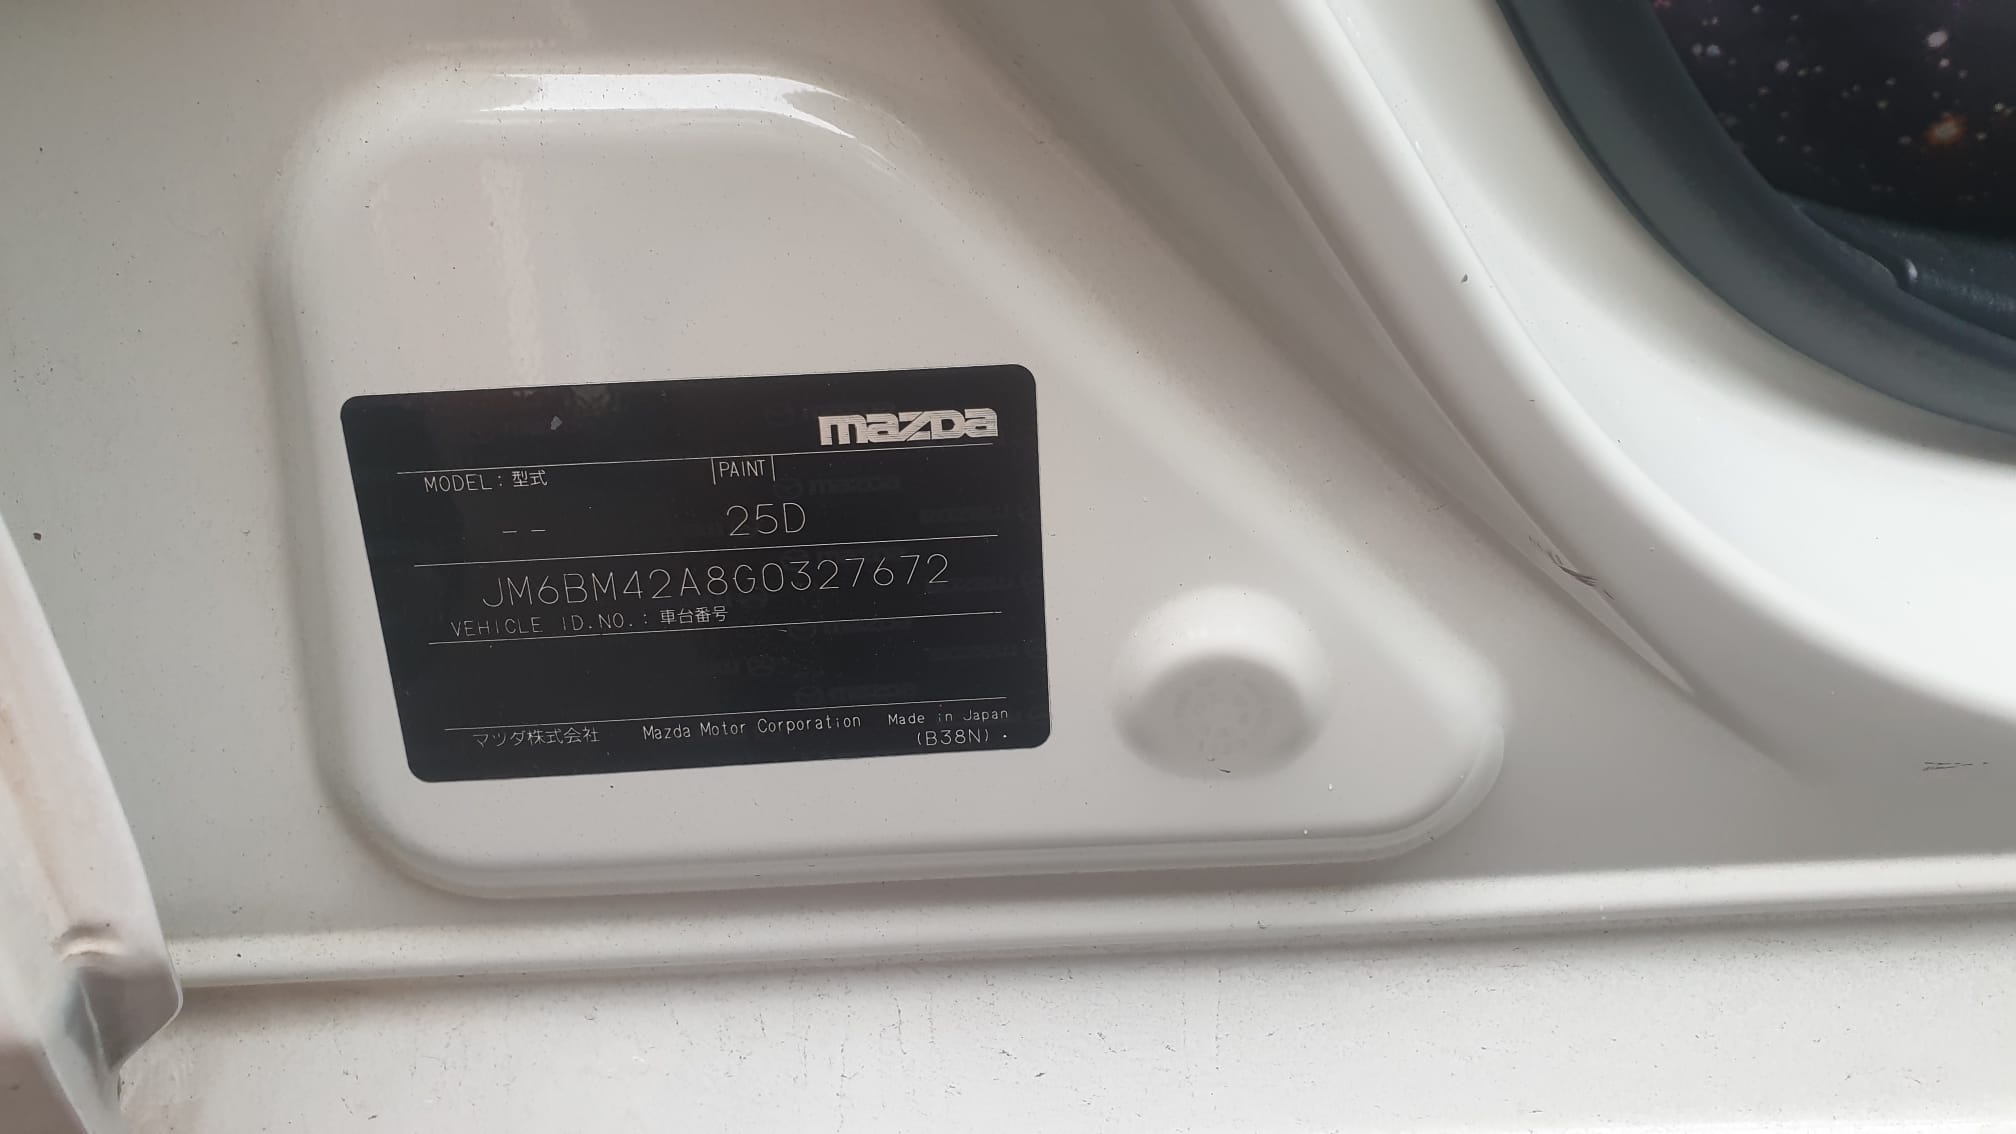 mazda
MODEL: 型式 |PAINT|
-- 25D
JM6BM42A8G0327672
VEHICLE ID.NO.: 車台番号
マツダ株式会社 Mazda Motor Corporation Made in Japan
(B38N)